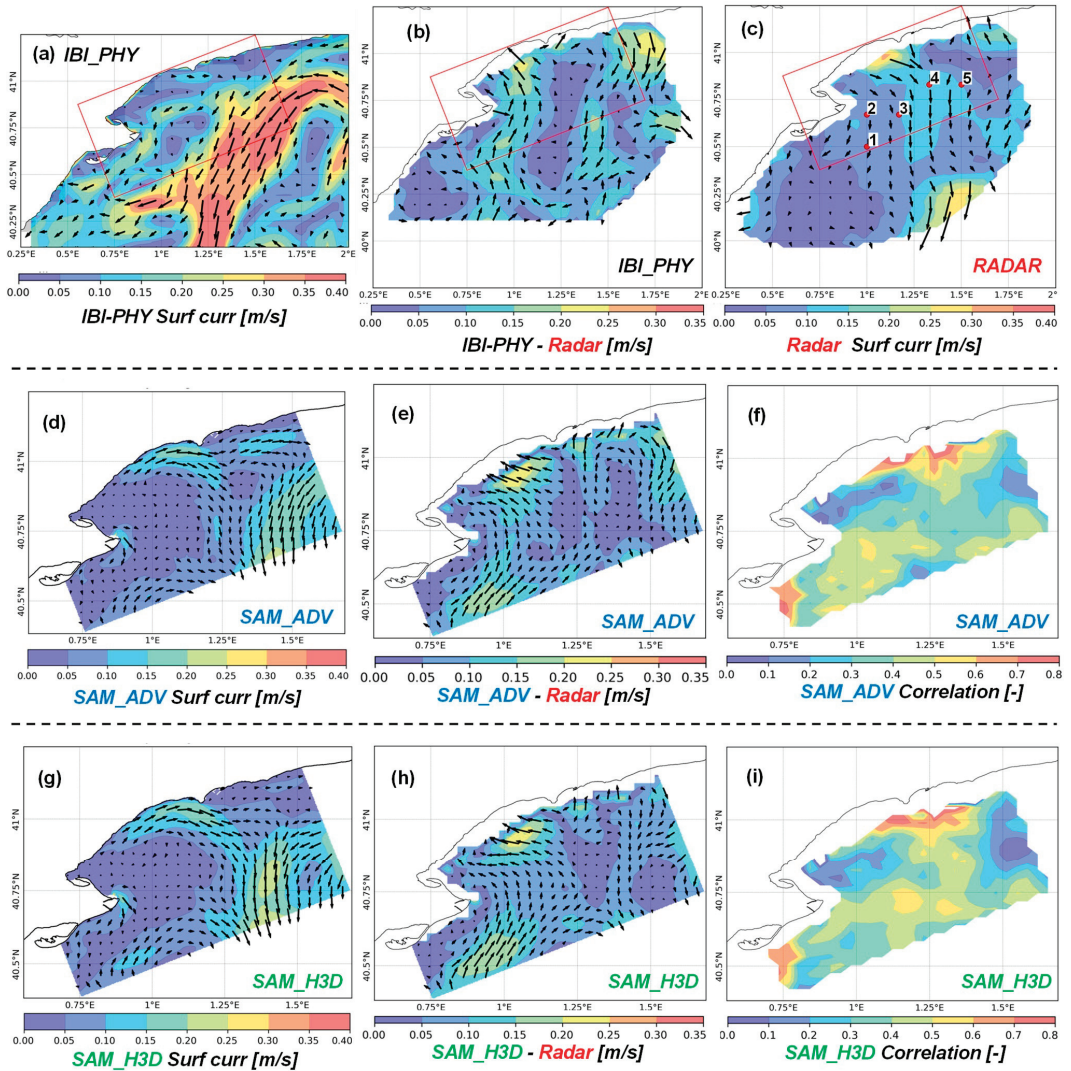 (a) IBI_PHY
41°N
40.75°N
40.5°N
40.25°N
0.25°E 0.5°E 0.75°E 1°E 1.25°E 1.5°E 1.75°E 2°E
0.00 0.05 0.10 0.15 0.20 0.25 0.30 0.35 0.40
IBI-PHY Surf curr [m/s]
(b)
41°N
40.75°N
40.5°N
40.25°N
40°N
IBI_PHY
0.25°E 0.5°E 0.75°E 1°E 1.25°E 1.5°E 1.75°E 2°E
0.00 0.05 0.10 0.15 0.20 0.25 0.30 0.35
IBI-PHY - Radar [m/s]
(c)
41°N
40.75°N
40.5°N
40.25°N
40°N
4 5
2 3
1
RADAR
0.25°E 0.5°E 0.75°E 1°E 1.25°E 1.5°E 1.75°E 2°
0.00 0.05 0.10 0.15 0.20 0.25 0.30 0.35 0.40
Radar Surf curr [m/s]
(d)
41°N
40.75°N
40.5°N
SAM_ADV
0.75°E 1°E 1.25°E 1.5°E
0.00 0.05 0.10 0.15 0.20 0.25 0.30 0.35 0.40
SAM_ADV Surf curr [m/s]
(e)
41°N
40.75°N
40.5°N
SAM_ADV
0.75°E 1°E 1.25°E 1.5°E
0.00 0.05 0.10 0.15 0.20 0.25 0.30 0.35
SAM_ADV - Radar [m/s]
(f)
41°N
40.75°N
40.5°N
SAM_ADV
0.75°E 1°E 1.25°E 1.5°E
0.0 0.1 0.2 0.3 0.4 0.5 0.6 0.7 0.8
SAM_ADV Correlation [-]
(g)
41°N
40.75°N
40.5°N
SAM_H3D
0.75°E 1°E 1.25°E 1.5°E
0.00 0.05 0.10 0.15 0.20 0.25 0.30 0.35 0.40
SAM_H3D Surf curr [m/s]
(h)
41°N
40.75°N
40.5°N
SAM_H3D
0.75°E 1°E 1.25°E 1.5°E
0.00 0.05 0.10 0.15 0.20 0.25 0.30 0.35
SAM_H3D - Radar [m/s]
(i)
41°N
40.75°N
40.5°N
SAM_H3D
0.75°E 1°E 1.25°E 1.5°E
0.0 0.1 0.2 0.3 0.4 0.5 0.6 0.7 0.8
SAM_H3D Correlation [-]